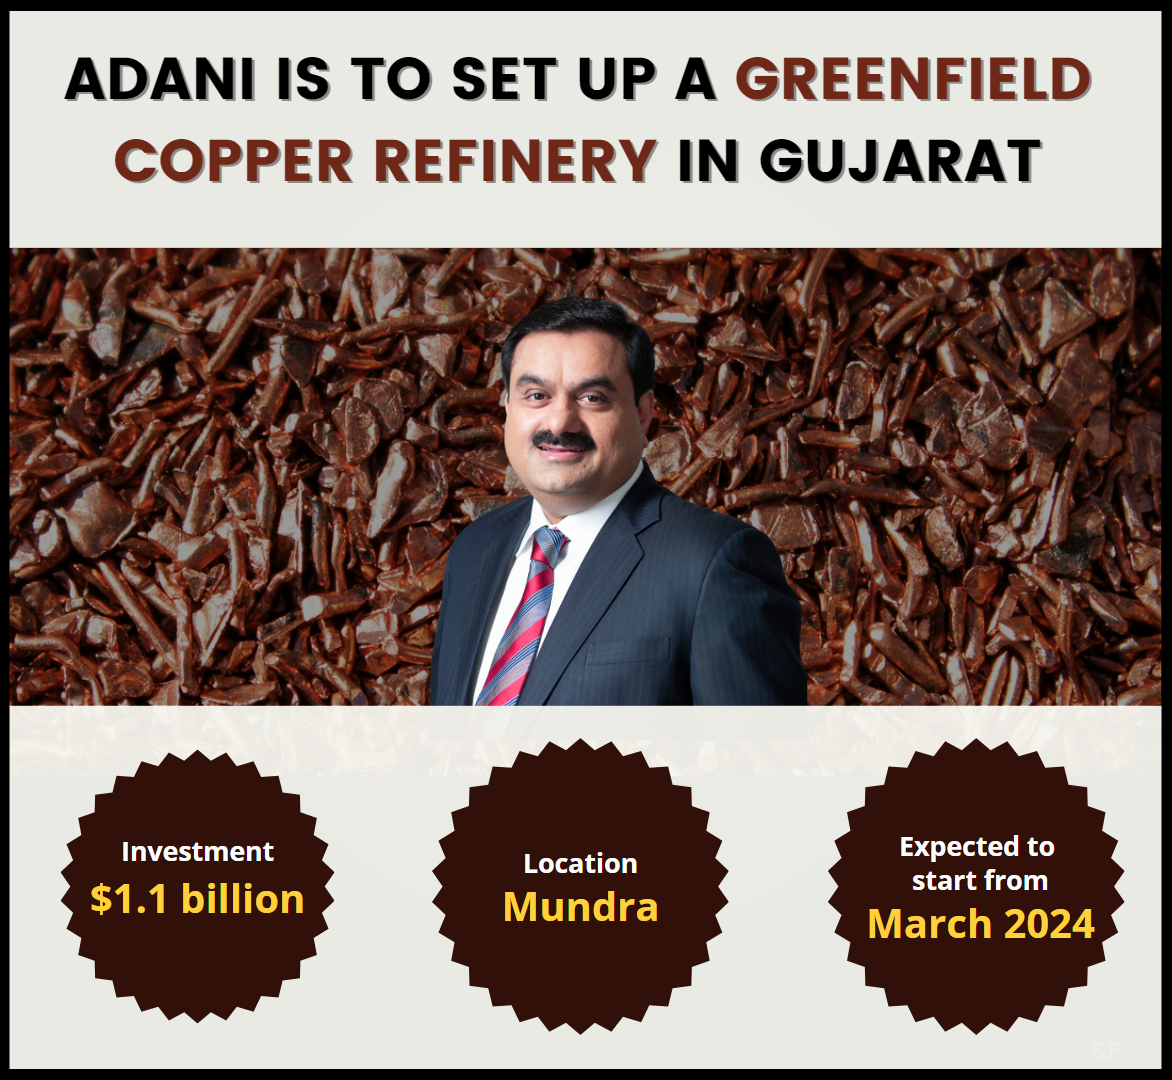 ADANI IS TO SET UP A GREENFIELD
COPPER REFINERY IN GUJARAT
Investment
$1.1 billion
Location
Mundra
Expected to
start from
March 2024
SP